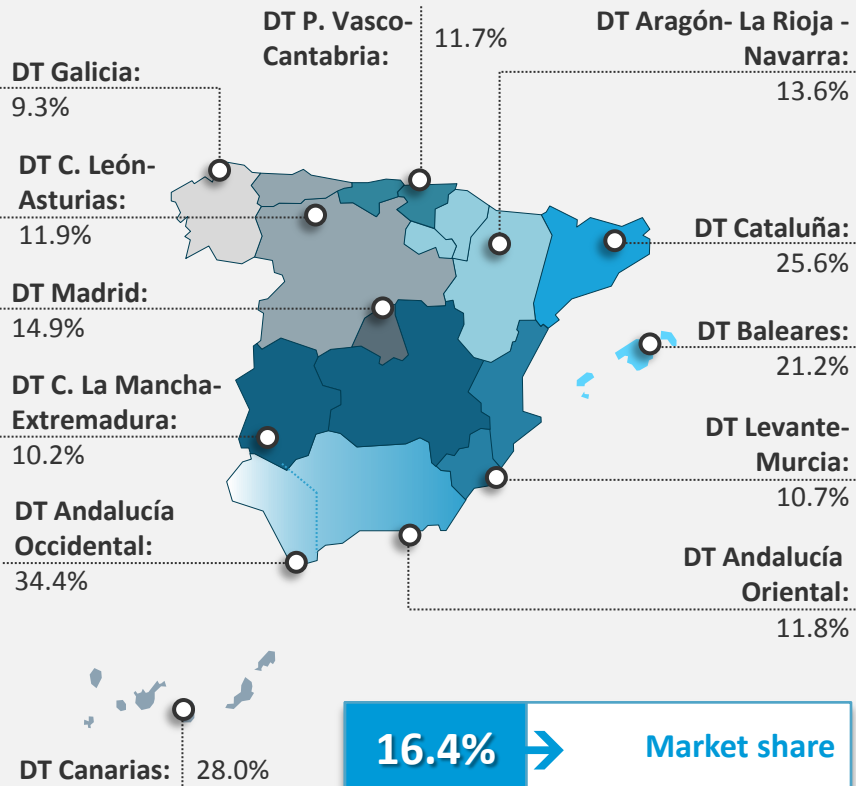 DT P. Vasco-
Cantabria:
11.7%
DT Aragón- La Rioja -
Navarra:
13.6%
DT Galicia:
9.3%
DT C. León-
Asturias:
11.9%
DT Cataluña:
25.6%
DT Madrid:
14.9%
DT Baleares:
21.2%
DT C. La Mancha-
Extremadura:
10.2%
DT Levante-
Murcia:
10.7%
DT Andalucía
Occidental:
34.4%
DT Andalucía
Oriental:
11.8%
DT Canarias: 28.0%
16.4% → Market share